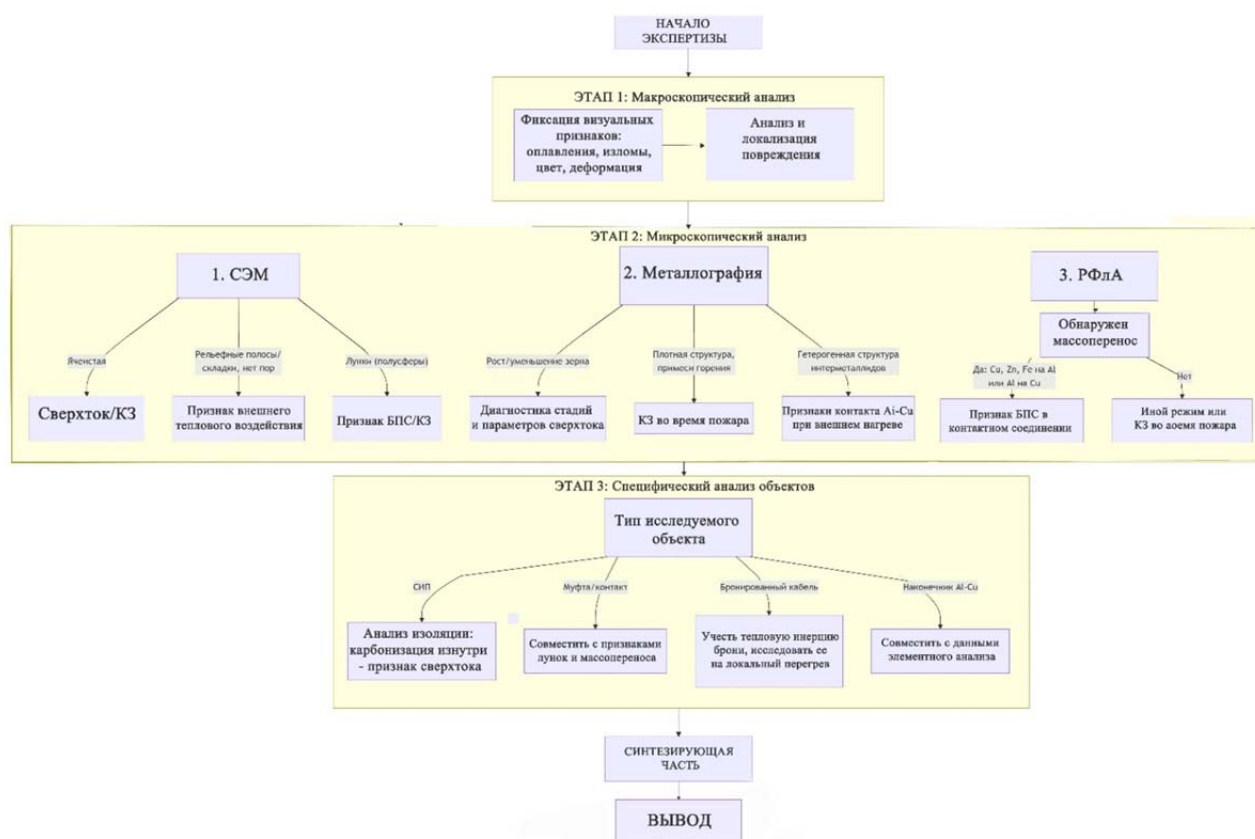 НАЧАЛО
ЭКСПЕРТИЗЫ
ЭТАП 1: Макроскопический анализ
Фиксация визуальных
признаков:
оплавления, изломы,
цвет, деформация
Анализ и
локализация
повреждения
ЭТАП 2: Микроскопический анализ
1. СЭМ
Ячеистая
Рельефные полосы/
складки, нет пор
Лунки (полусферы)
Сверхток/КЗ
Признак внешнего
теплового воздействия
Признак БПС/КЗ
2. Металлография
Рост/уменьшение зерна
Плотная структура,
примеси горения
Гетерогенная структура
интерметаллидов
Диагностика стадий
и параметров сверхтока
КЗ во время пожара
Признаки контакта Ai-Cu
при внешнем нагреве
3. РФлА
Обнаружен
массоперенос
Да: Cu, Zn, Fe на Al
или Al на Cu
Нет
Признак БПС в
контактном соединении
Иной режим или
КЗ во аоемя пожара
ЭТАП 3: Специфический анализ объектов
Тип исследуемого
объекта
СИП
Муфта/контакт
Бронированный кабель
Наконечник Al-Cu
Анализ изоляции:
карбонизация изнутри
- признак сверхтока
Совместить с признаками
лунок и массопереноса
Учесть тепловую инерцию
брони, исследовать ее
на локальный перегрев
Совместить с данными
элементного анализа
СИНТЕЗИРУЮЩАЯ
ЧАСТЬ
ВЫВОД